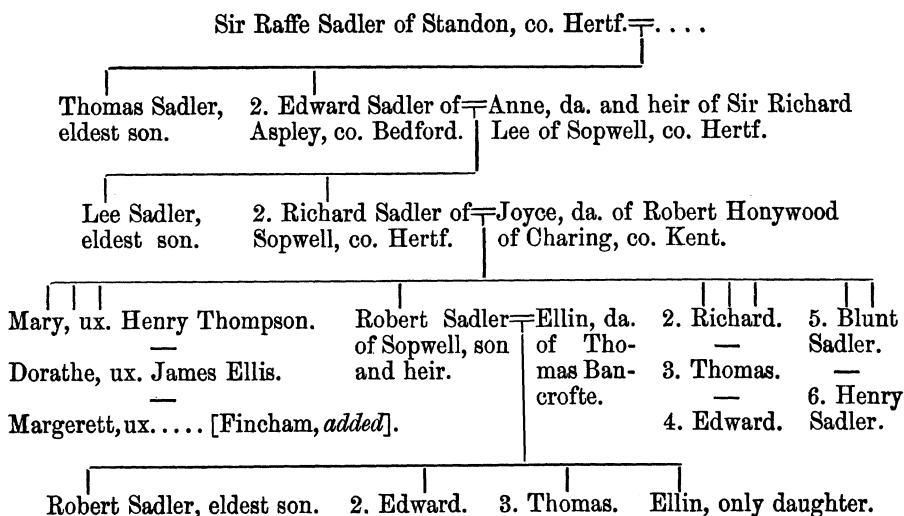 Sir Raffe Sadler of Standon, co. Hertf.=. . . .
Thomas Sadler,
eldest son.
2. Edward Sadler of=Anne, da. and heir of Sir Richard
Aspley, co. Bedford. Lee of Sopwell, co. Hertf.
Lee Sadler,
eldest son.
2. Richard Sadler of=Joyce, da. of Robert Honywood
Sopwell, co. Hertf. of Charing, co. Kent.
Mary, ux. Henry Thompson.
—
Dorathe, ux. James Ellis.
—
Margerett, ux. . . . . [Fincham, added].
Robert Sadler=Ellin, da.
of Sopwell, son of Tho-
and heir. mas Ban-
crofte.
2. Richard.
—
3. Thomas.
—
4. Edward.
5. Blunt
Sadler.
—
6. Henry
Sadler.
Robert Sadler, eldest son. 2. Edward. 3. Thomas. Ellin, only daughter.